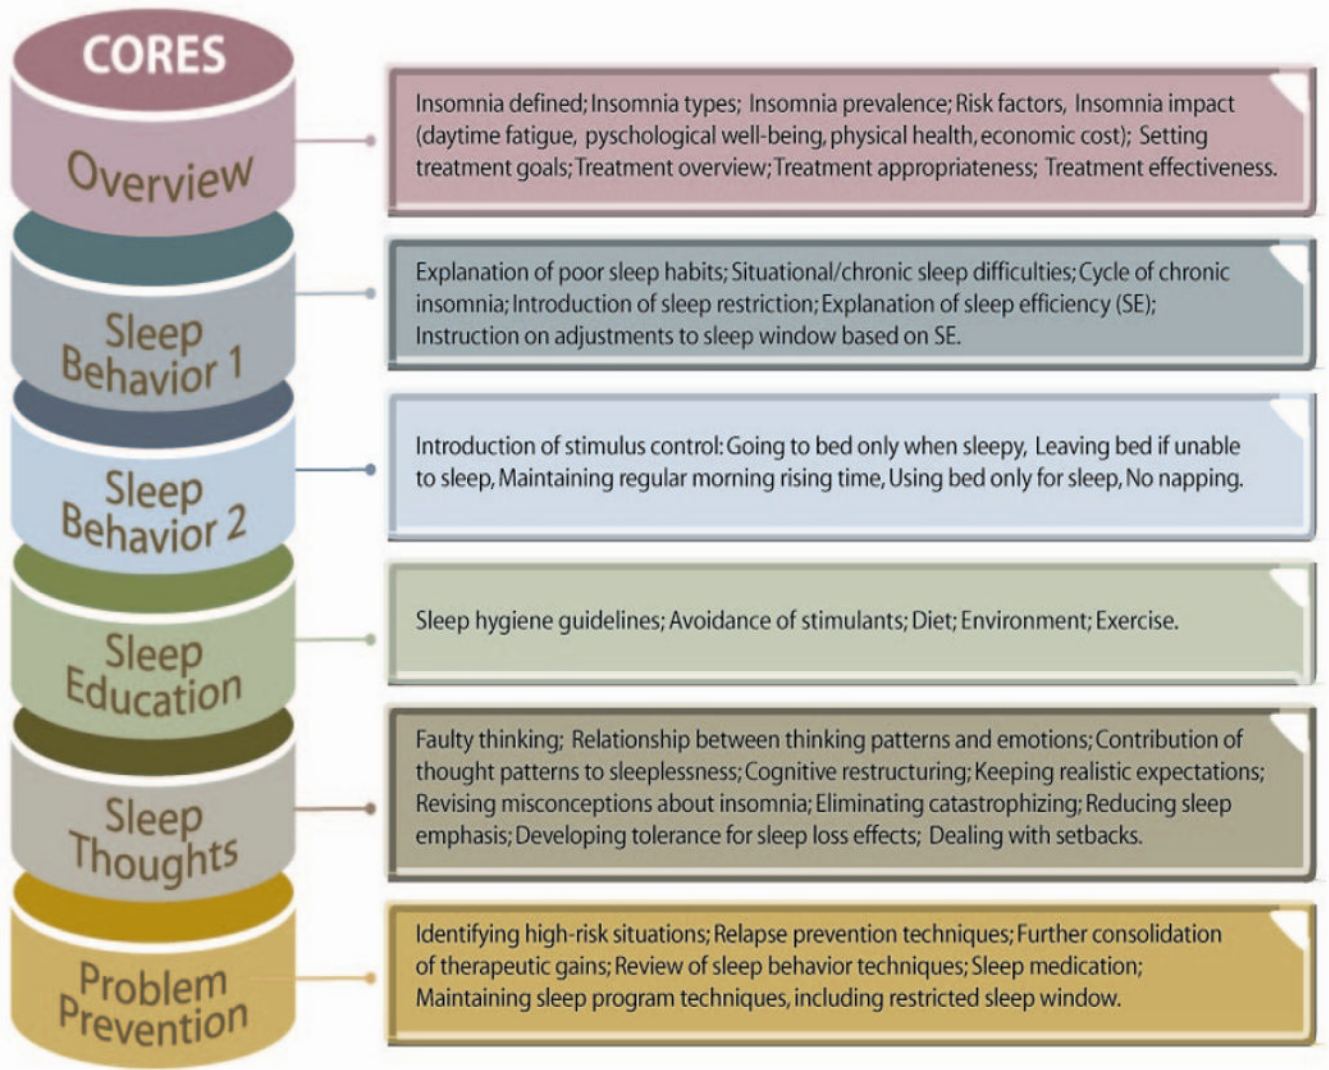 CORES
Overview
Insomnia defined; Insomnia types; Insomnia prevalence; Risk factors, Insomnia impact
(daytime fatigue, pyschological well-being, physical health, economic cost); Setting
treatment goals; Treatment overview; Treatment appropriateness; Treatment effectiveness.
Sleep
Behavior 1
Explanation of poor sleep habits; Situational/chronic sleep difficulties; Cycle of chronic
insomnia; Introduction of sleep restriction; Explanation of sleep efficiency (SE);
Instruction on adjustments to sleep window based on SE.
Sleep
Behavior 2
Introduction of stimulus control: Going to bed only when sleepy, Leaving bed if unable
to sleep, Maintaining regular morning rising time, Using bed only for sleep, No napping.
Sleep
Education
Sleep hygiene guidelines; Avoidance of stimulants; Diet; Environment; Exercise.
Sleep
Thoughts
Faulty thinking; Relationship between thinking patterns and emotions; Contribution of
thought patterns to sleeplessness; Cognitive restructuring; Keeping realistic expectations;
Revising misconceptions about insomnia; Eliminating catastrophizing; Reducing sleep
emphasis; Developing tolerance for sleep loss effects; Dealing with setbacks.
Problem
Prevention
Identifying high-risk situations; Relapse prevention techniques; Further consolidation
of therapeutic gains; Review of sleep behavior techniques; Sleep medication;
Maintaining sleep program techniques, including restricted sleep window.